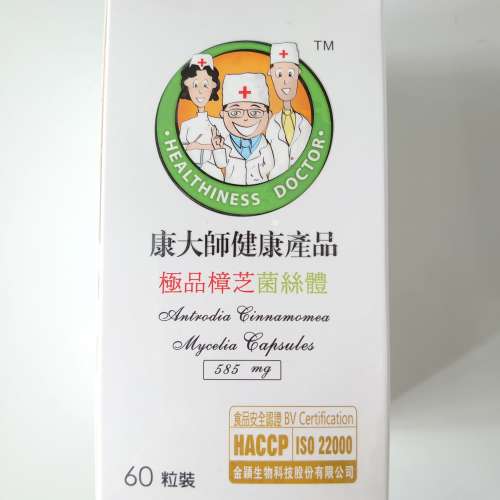 TM
·HEALTHINESS DOCTOR·
康大師健康產品
極品樟芝菌絲體
Antrodia Cinnamomea
Mycelia Capsules
585 mg
食品安全認證 BV Certification
HACCP ISO 22000
金穎生物科技股份有限公司
60 粒裝